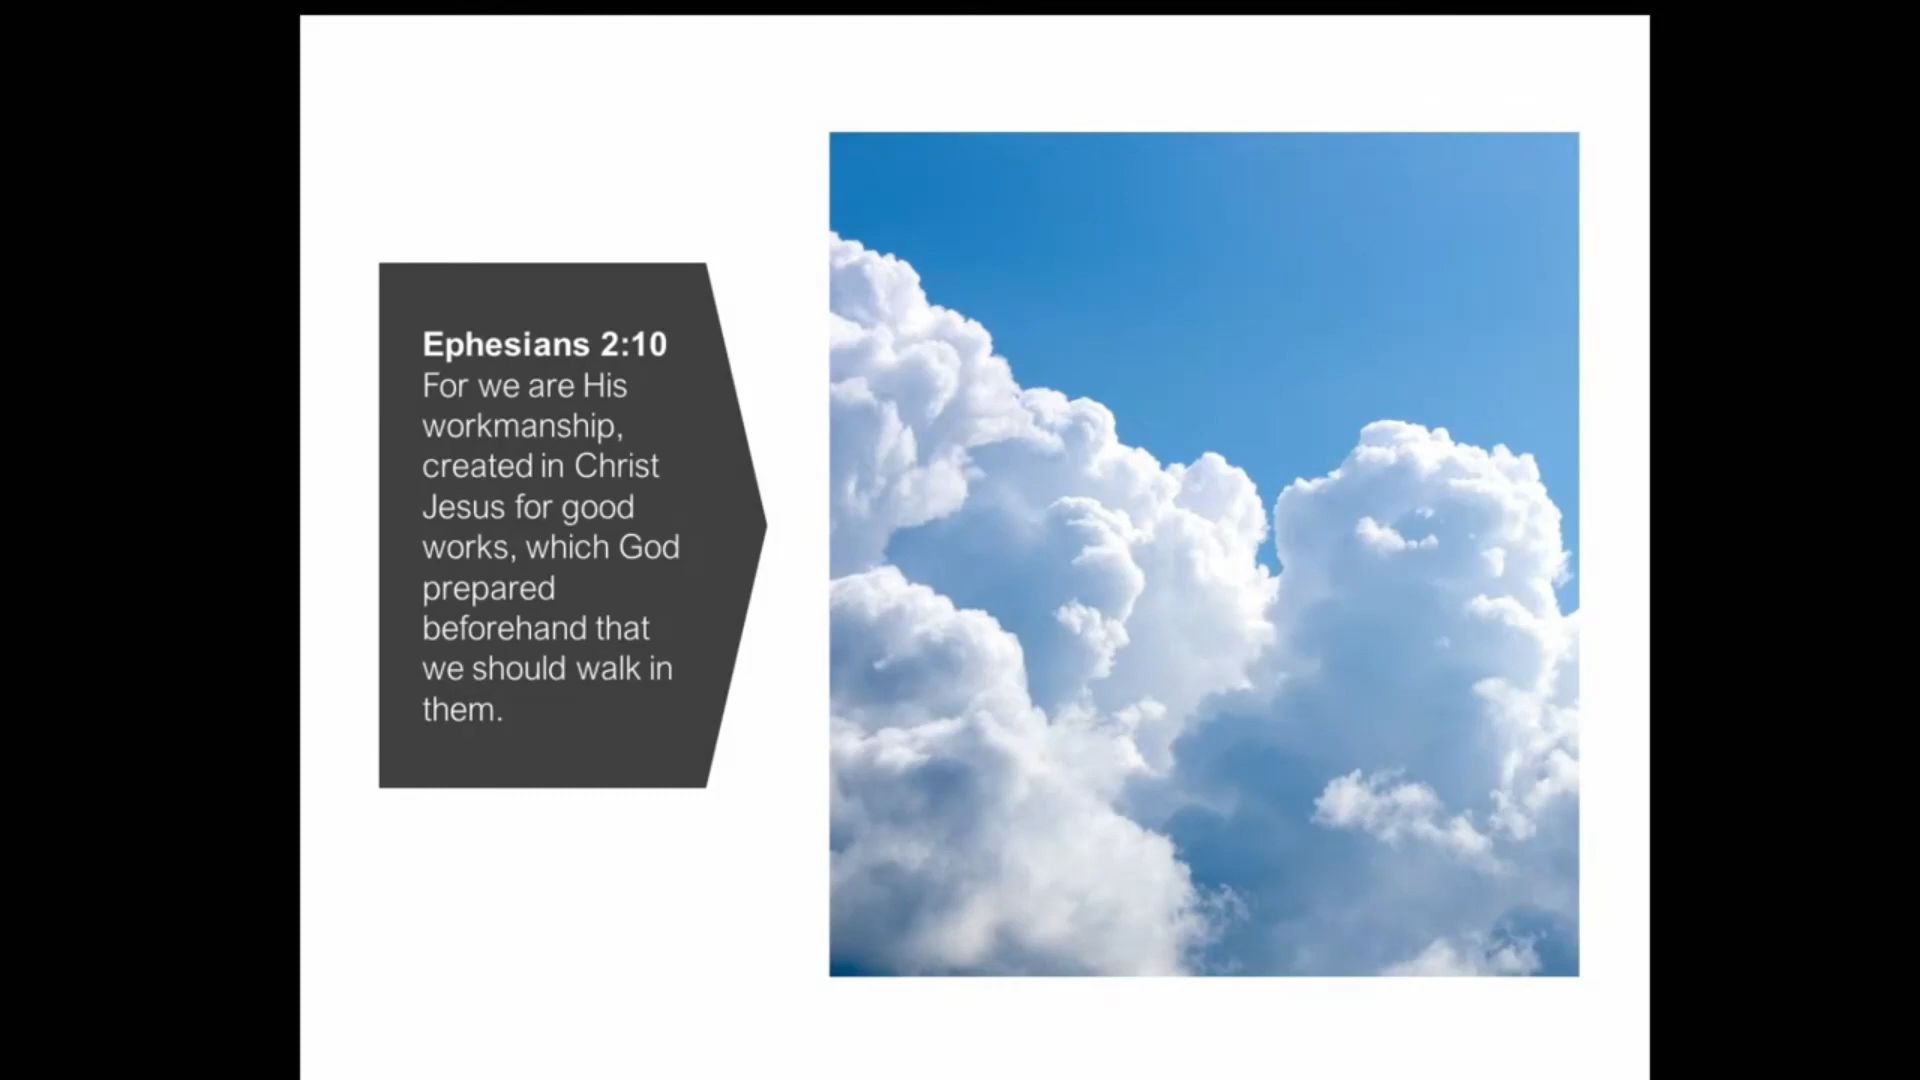 Ephesians 2:10
For we are His
workmanship,
created in Christ
Jesus for good
works, which God
prepared
beforehand that
we should walk in
them.